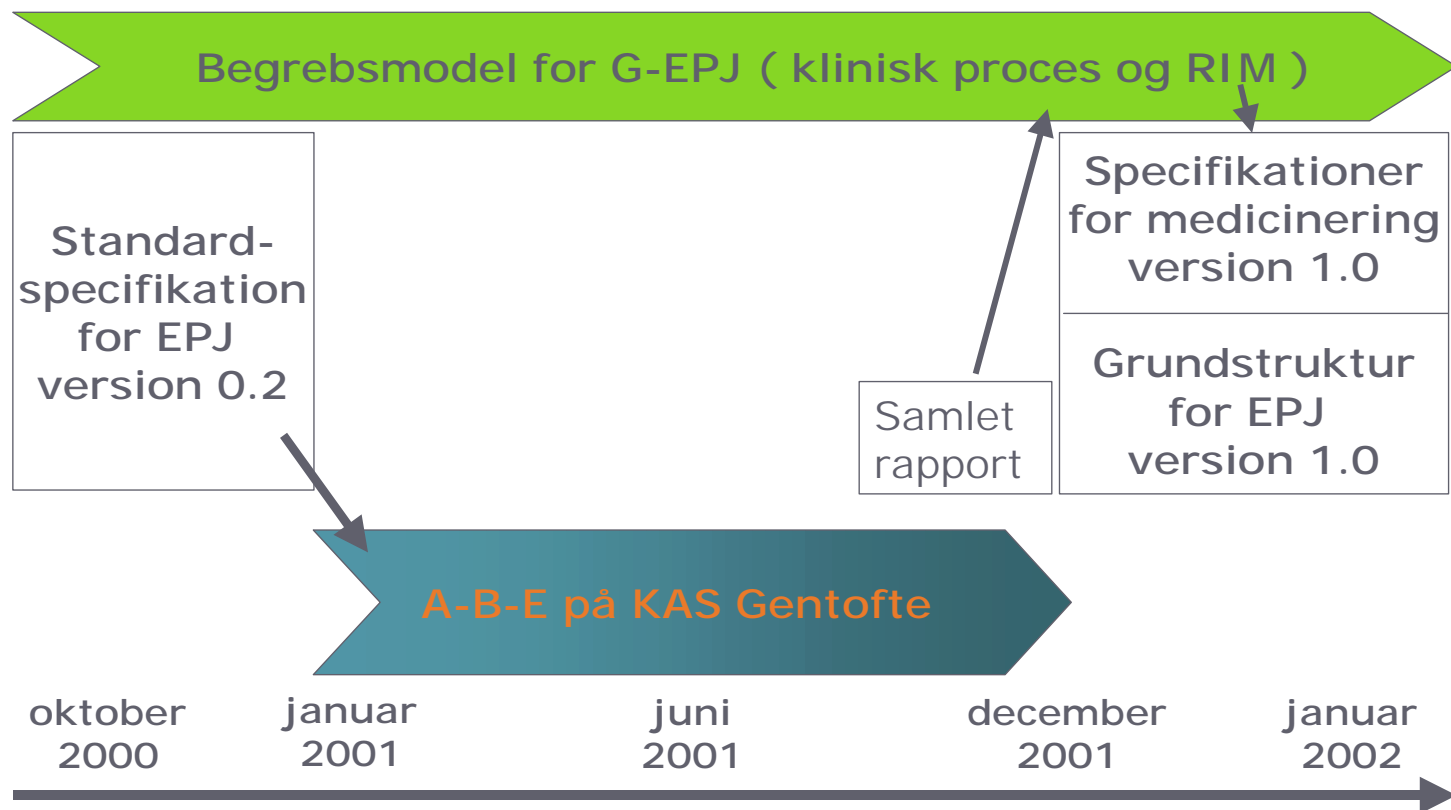 Begrebsmodel for G-EPJ ( klinisk proces og RIM )
Standard-
specifikation
for EPJ
version 0.2
Specifikationer
for medicinering
version 1.0
Samlet
rapport
Grundstruktur
for EPJ
version 1.0
A-B-E på KAS Gentofte
oktober
2000
januar
2001
juni
2001
december
2001
januar
2002